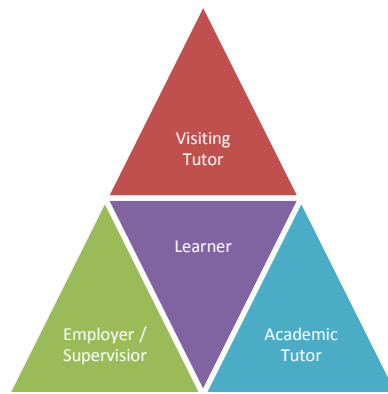 Visiting
Tutor
Learner
Employer /
Supervisior
Academic
Tutor